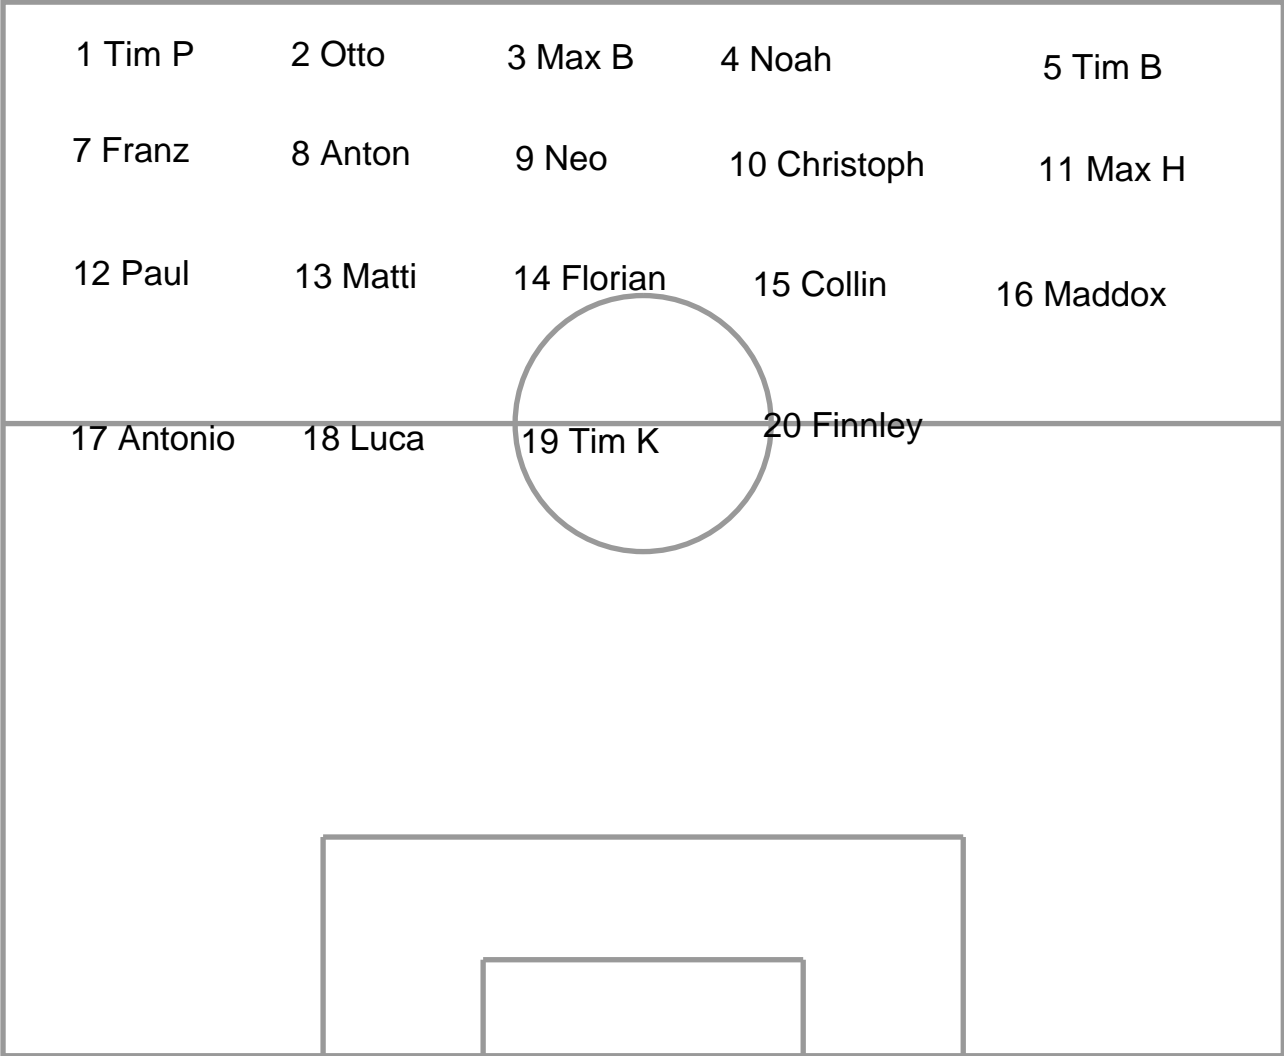 1 Tim P 2 Otto 3 Max B 4 Noah 5 Tim B
7 Franz 8 Anton 9 Neo 10 Christoph 11 Max H
12 Paul 13 Matti 14 Florian 15 Collin 16 Maddox
17 Antonio 18 Luca 19 Tim K 20 Finnley